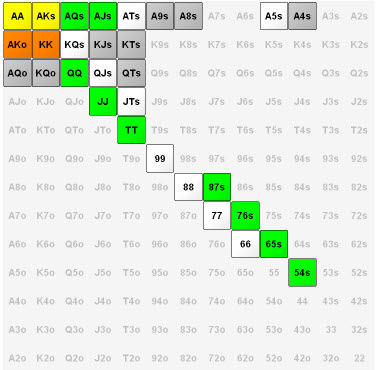 AA AKs AQs AJs ATs A9s A8s A7s A6s A5s A4s A3s A2s
AKo KK KQs KJs KTs K9s K8s K7s K6s K5s K4s K3s K2s
AQo KQo QQ QJs QTs Q9s Q8s Q7s Q6s Q5s Q4s Q3s Q2s
AJo KJo QJo JJ JTs J9s J8s J7s J6s J5s J4s J3s J2s
ATo KTo QTo JTo TT T9s T8s T7s T6s T5s T4s T3s T2s
A9o K9o Q9o J9o T9o 99 98s 97s 96s 95s 94s 93s 92s
A8o K8o Q8o J8o T8o 98o 88 87s 86s 85s 84s 83s 82s
A7o K7o Q7o J7o T7o 97o 87o 77 76s 75s 74s 73s 72s
A6o K6o Q6o J6o T6o 96o 86o 76o 66 65s 64s 63s 62s
A5o K5o Q5o J5o T5o 95o 85o 75o 65o 55 54s 53s 52s
A4o K4o Q4o J4o T4o 94o 84o 74o 64o 54o 44 43s 42s
A3o K3o Q3o J3o T3o 93o 83o 73o 63o 53o 43o 33 32s
A2o K2o Q2o J2o T2o 92o 82o 72o 62o 52o 42o 32o 22